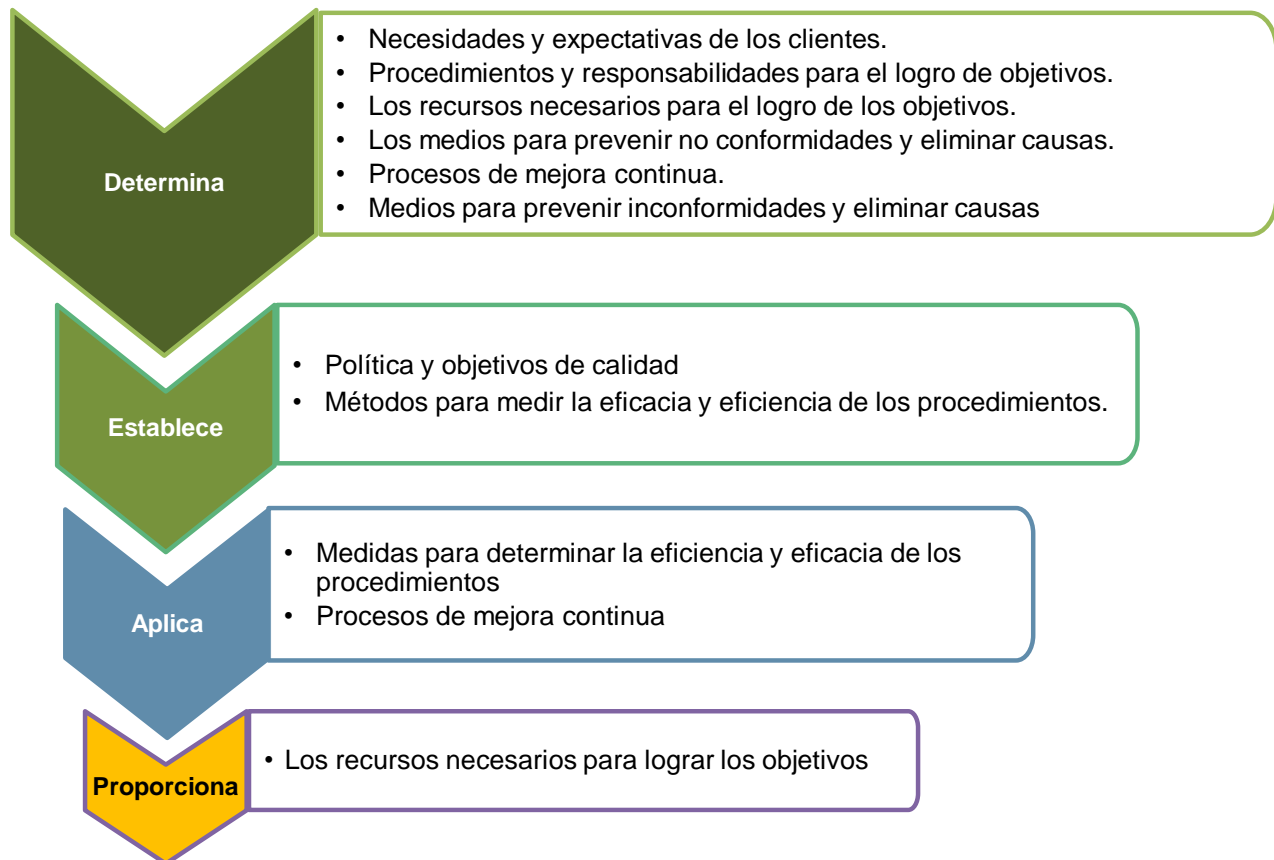 Determina
• Necesidades y expectativas de los clientes.
• Procedimientos y responsabilidades para el logro de objetivos.
• Los recursos necesarios para el logro de los objetivos.
• Los medios para prevenir no conformidades y eliminar causas.
• Procesos de mejora continua.
• Medios para prevenir inconformidades y eliminar causas
Establece
• Política y objetivos de calidad
• Métodos para medir la eficacia y eficiencia de los procedimientos.
Aplica
• Medidas para determinar la eficiencia y eficacia de los
procedimientos
• Procesos de mejora continua
Proporciona
• Los recursos necesarios para lograr los objetivos